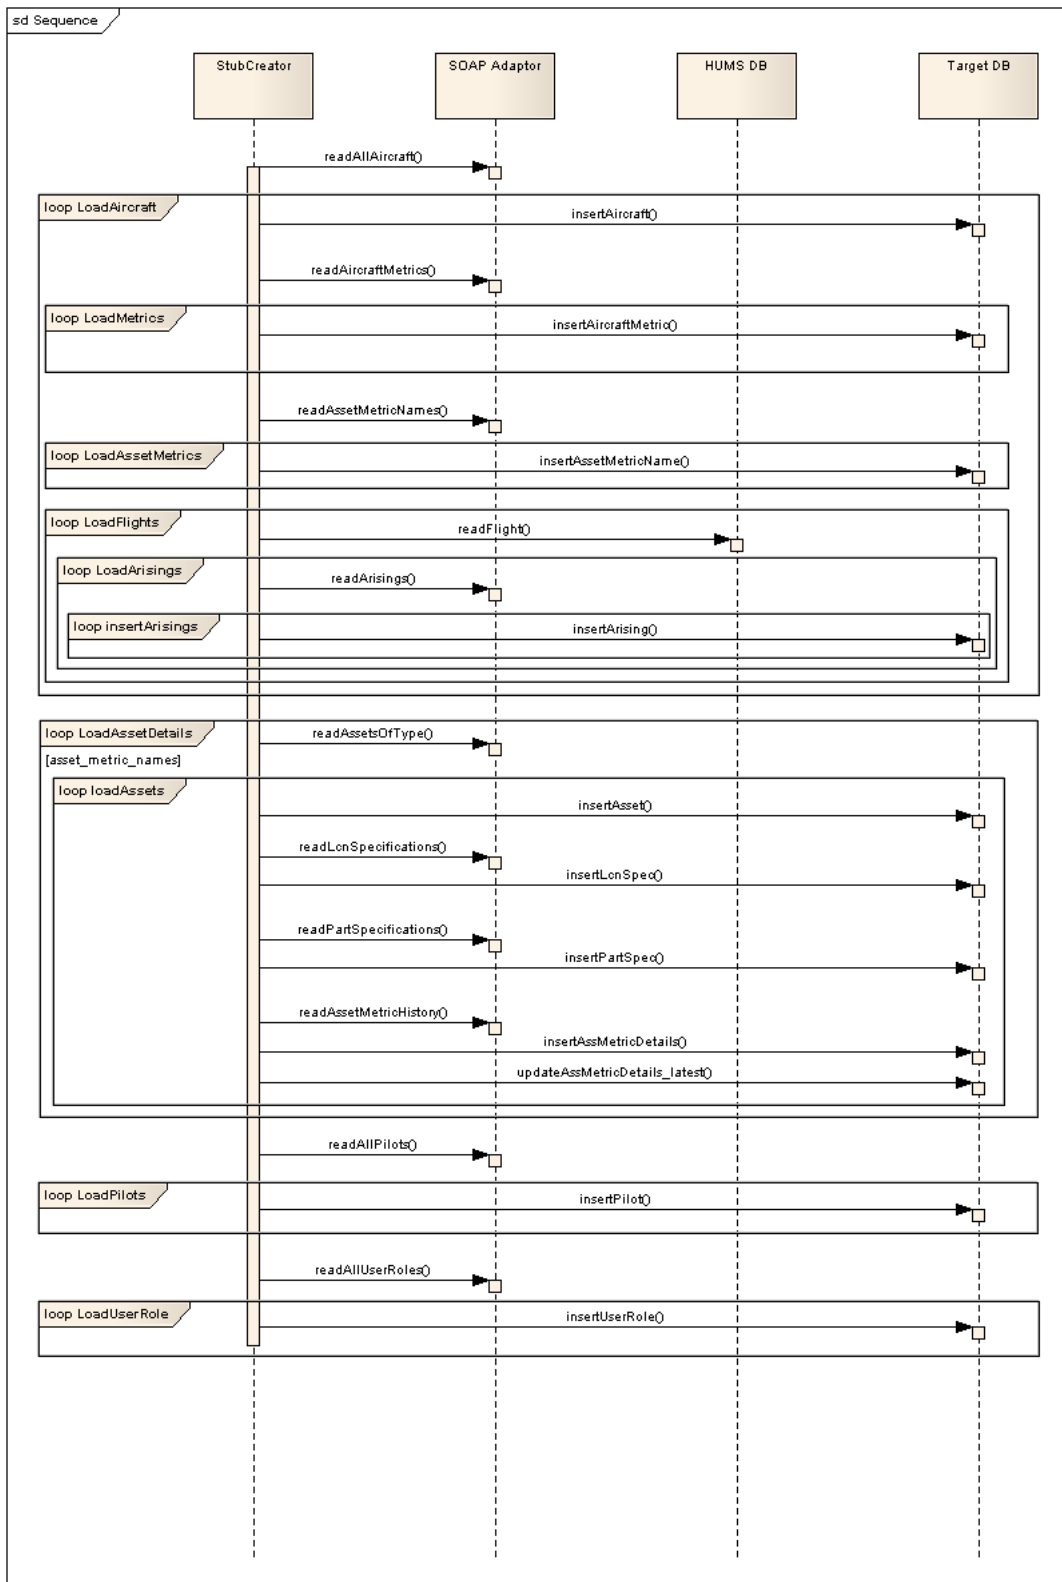 sd Sequence
StubCreator
SOAP Adaptor
HUMS DB
Target DB
readAllAircraft()
loop LoadAircraft
insertAircraft()
readAircraftMetrics()
loop LoadMetrics
insertAircraftMetric()
readAssetMetricNames()
loop LoadAssetMetrics
insertAssetMetricName()
loop LoadFlights
readFlight()
loop LoadArisings
readArisings()
loop insertArisings
insertArising()
loop LoadAssetDetails
readAssetsOfType()
[asset_metric_names]
loop loadAssets
insertAsset()
readLcnSpecifications()
insertLcnSpec()
readPartSpecifications()
insertPartSpec()
readAssetMetricHistory()
insertAssMetricDetails()
updateAssMetricDetails_latest()
readAllPilots()
loop LoadPilots
insertPilot()
readAllUserRoles()
loop LoadUserRole
insertUserRole()